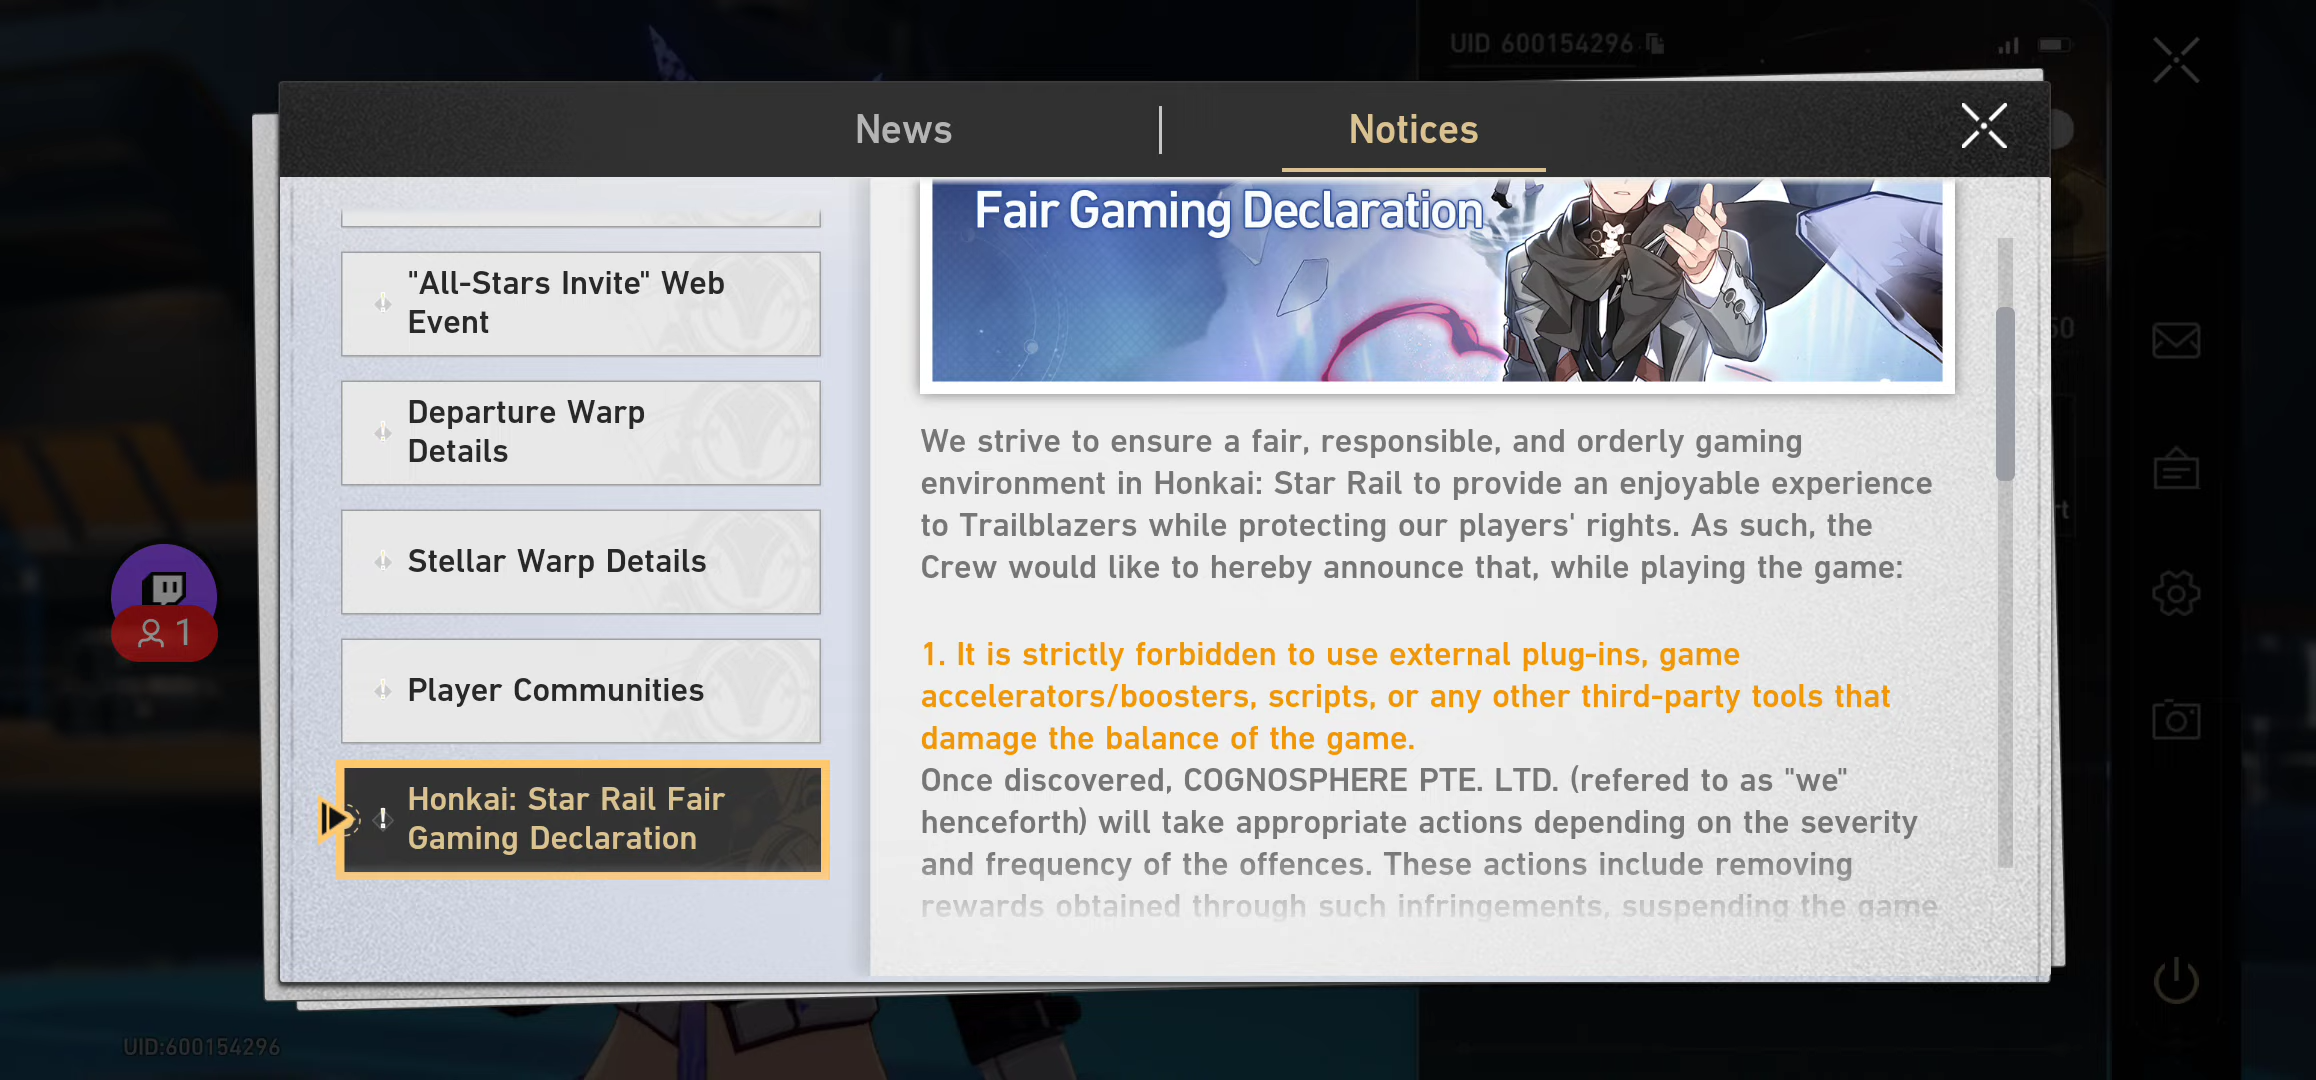 UID 600154296
News
Notices
"All-Stars Invite" Web
Event
Departure Warp
Details
Stellar Warp Details
Player Communities
Honkai: Star Rail Fair
Gaming Declaration
Fair Gaming Declaration
We strive to ensure a fair, responsible, and orderly gaming
environment in Honkai: Star Rail to provide an enjoyable experience
to Trailblazers while protecting our players' rights. As such, the
Crew would like to hereby announce that, while playing the game:
1. It is strictly forbidden to use external plug-ins, game
accelerators/boosters, scripts, or any other third-party tools that
damage the balance of the game.
Once discovered, COGNOSPHERE PTE. LTD. (refered to as "we"
henceforth) will take appropriate actions depending on the severity
and frequency of the offences. These actions include removing
rewards obtained through such infringements, suspending the game
1
UID:600154296